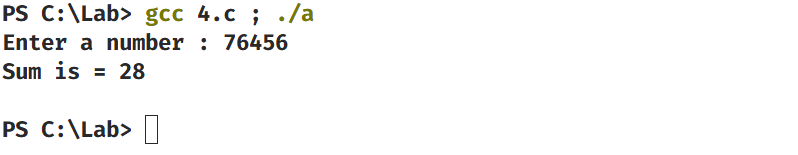 PS C:\Lab> gcc 4.c ; ./a
Enter a number : 76456
Sum is = 28
PS C:\Lab>